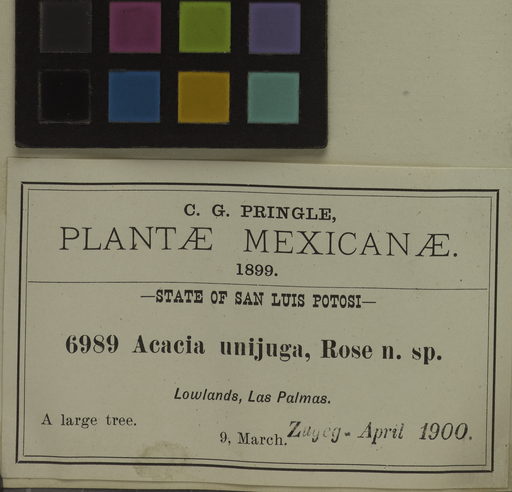 C. G. PRINGLE,
PLANTÆ MEXICANÆ.
1899.
—STATE OF SAN LUIS POTOSI—
6989 Acacia unijuga, Rose n. sp.
Lowlands, Las Palmas.
A large tree.
9, March. April 1900.